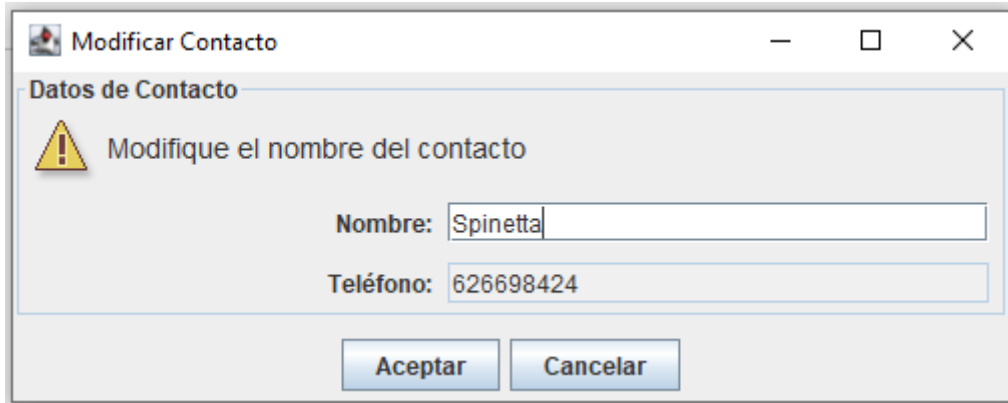 Modificar Contacto
Datos de Contacto
Modifique el nombre del contacto
Nombre: Spinetta
Teléfono: 626698424
Aceptar Cancelar